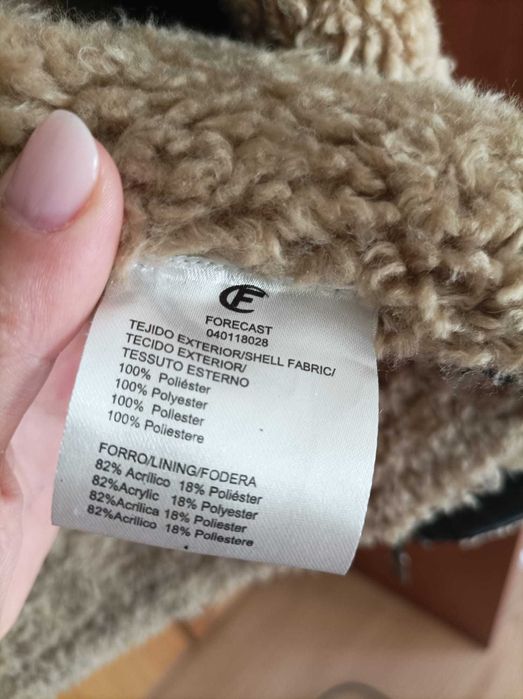 FORECAST
040118028
TEJIDO EXTERIOR/SHELL FABRIC/
TECIDO EXTERIOR/
TESSUTO ESTERNO
100% Poliéster
100% Polyester
100% Poliester
100% Poliestere
FORRO/LINING/FODERA
82% Acrílico 18% Poliéster
82%Acrylic 18% Polyester
82%Acrilica 18% Poliester
82%Acrilico 18% Poliestere